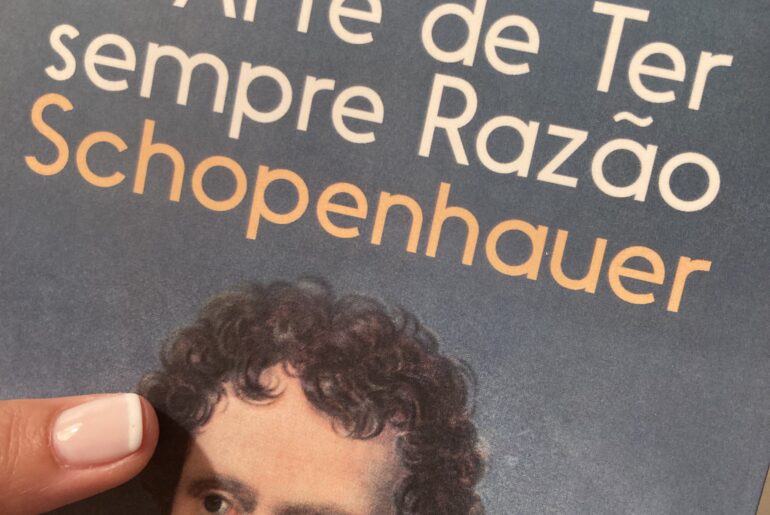 Arte de Ter
sempre Razão
Schopenhauer